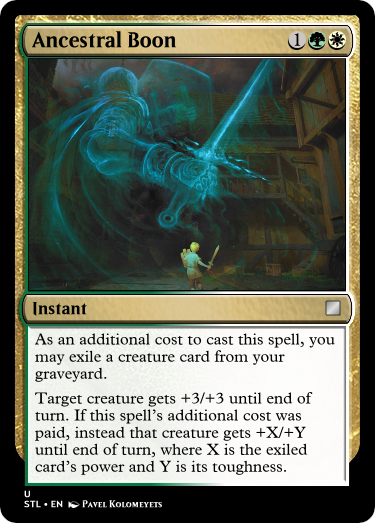 Ancestral Boon 1
Instant
As an additional cost to cast this spell, you
may exile a creature card from your
graveyard.
Target creature gets +3/+3 until end of
turn. If this spell's additional cost was
paid, instead that creature gets +X/+Y
until end of turn, where X is the exiled
card's power and Y is its toughness.
U
STL • EN PAVEL KOLOMEYETS